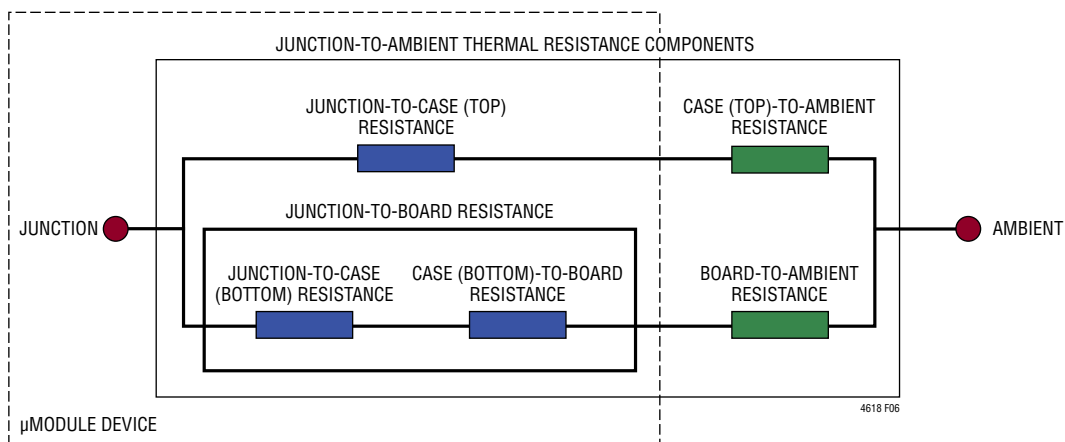 JUNCTION-TO-AMBIENT THERMAL RESISTANCE COMPONENTS
JUNCTION-TO-CASE (TOP)
RESISTANCE
CASE (TOP)-TO-AMBIENT
RESISTANCE
JUNCTION
JUNCTION-TO-BOARD RESISTANCE
AMBIENT
JUNCTION-TO-CASE
(BOTTOM) RESISTANCE
CASE (BOTTOM)-TO-BOARD
RESISTANCE
BOARD-TO-AMBIENT
RESISTANCE
4618 F06
µMODULE DEVICE